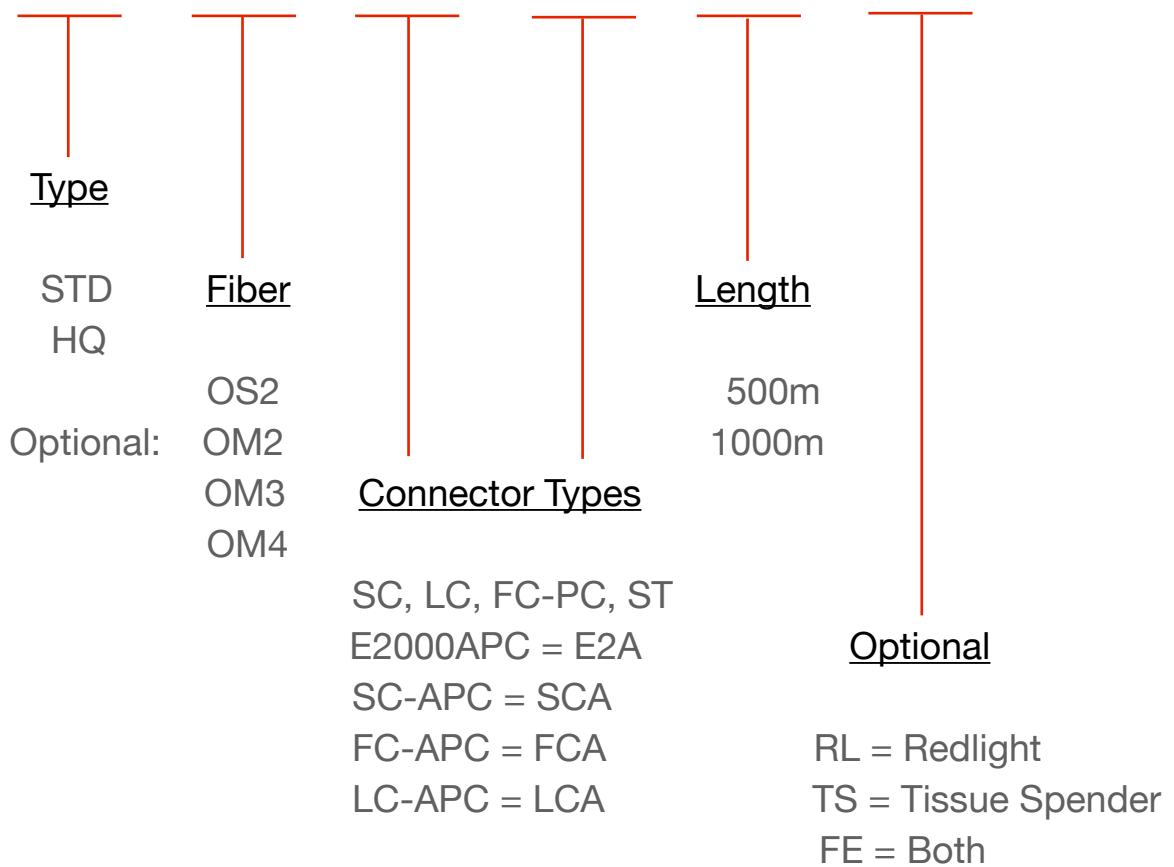 Type
STD
HQ
Fiber
OS2
Optional: OM2
OM3
OM4
Connector Types
SC, LC, FC-PC, ST
E2000APC = E2A
SC-APC = SCA
FC-APC = FCA
LC-APC = LCA
Length
500m
1000m
Optional
RL = Redlight
TS = Tissue Spender
FE = Both